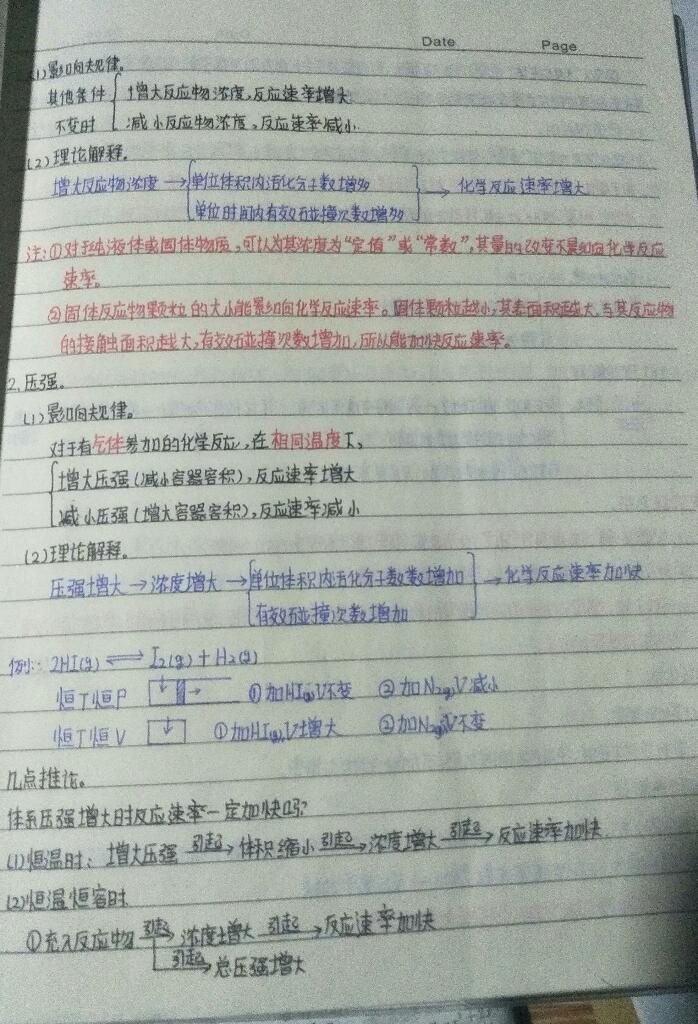 Date Page
(1)影响规律。
其他条件 增大反应物浓度,反应速率增大
不变时 减小反应物浓度,反应速率减小.
(2)理论解释.
增大反应物浓度→单位体积内活化分子数增多 → 化学反应速率增大
单位时间内有效碰撞次数增多
注:①对于纯液体或固体物质,可认为其浓度为“定值”或“常数”,其量的改变不影响化学反应
速率。
②固体反应物颗粒的大小能影响化学反应速率。固体颗粒越小,其表面积越大,与其反应物
的接触面积越大,有效碰撞次数增加,所以能加快反应速率。
2.压强。
(1)影响规律。
对于有气体参加的化学反应,在相同温度下,
增大压强(减小容器容积),反应速率增大
减小压强(增大容器容积),反应速率减小
(2)理论解释。
压强增大→浓度增大→单位体积内活化分子数数增加→化学反应速率加快
有效碰撞次数增加
例:2HI(g)⇌I₂(g)+H₂(g)
恒T恒P ①加HI(g),V不变 ②加N₂(g)V减小
恒T恒V ①加HI(g),V增大 ②加N₂(g)V不变
几点推论。
体系压强增大时反应速率一定加快吗?
(1)恒温时:增大压强 引起→ 体积缩小 引起→ 浓度增大 引起→ 反应速率加快
(2)恒温恒容时
①充入反应物 引起→ 浓度增大 引起→ 反应速率加快
引起→ 总压强增大